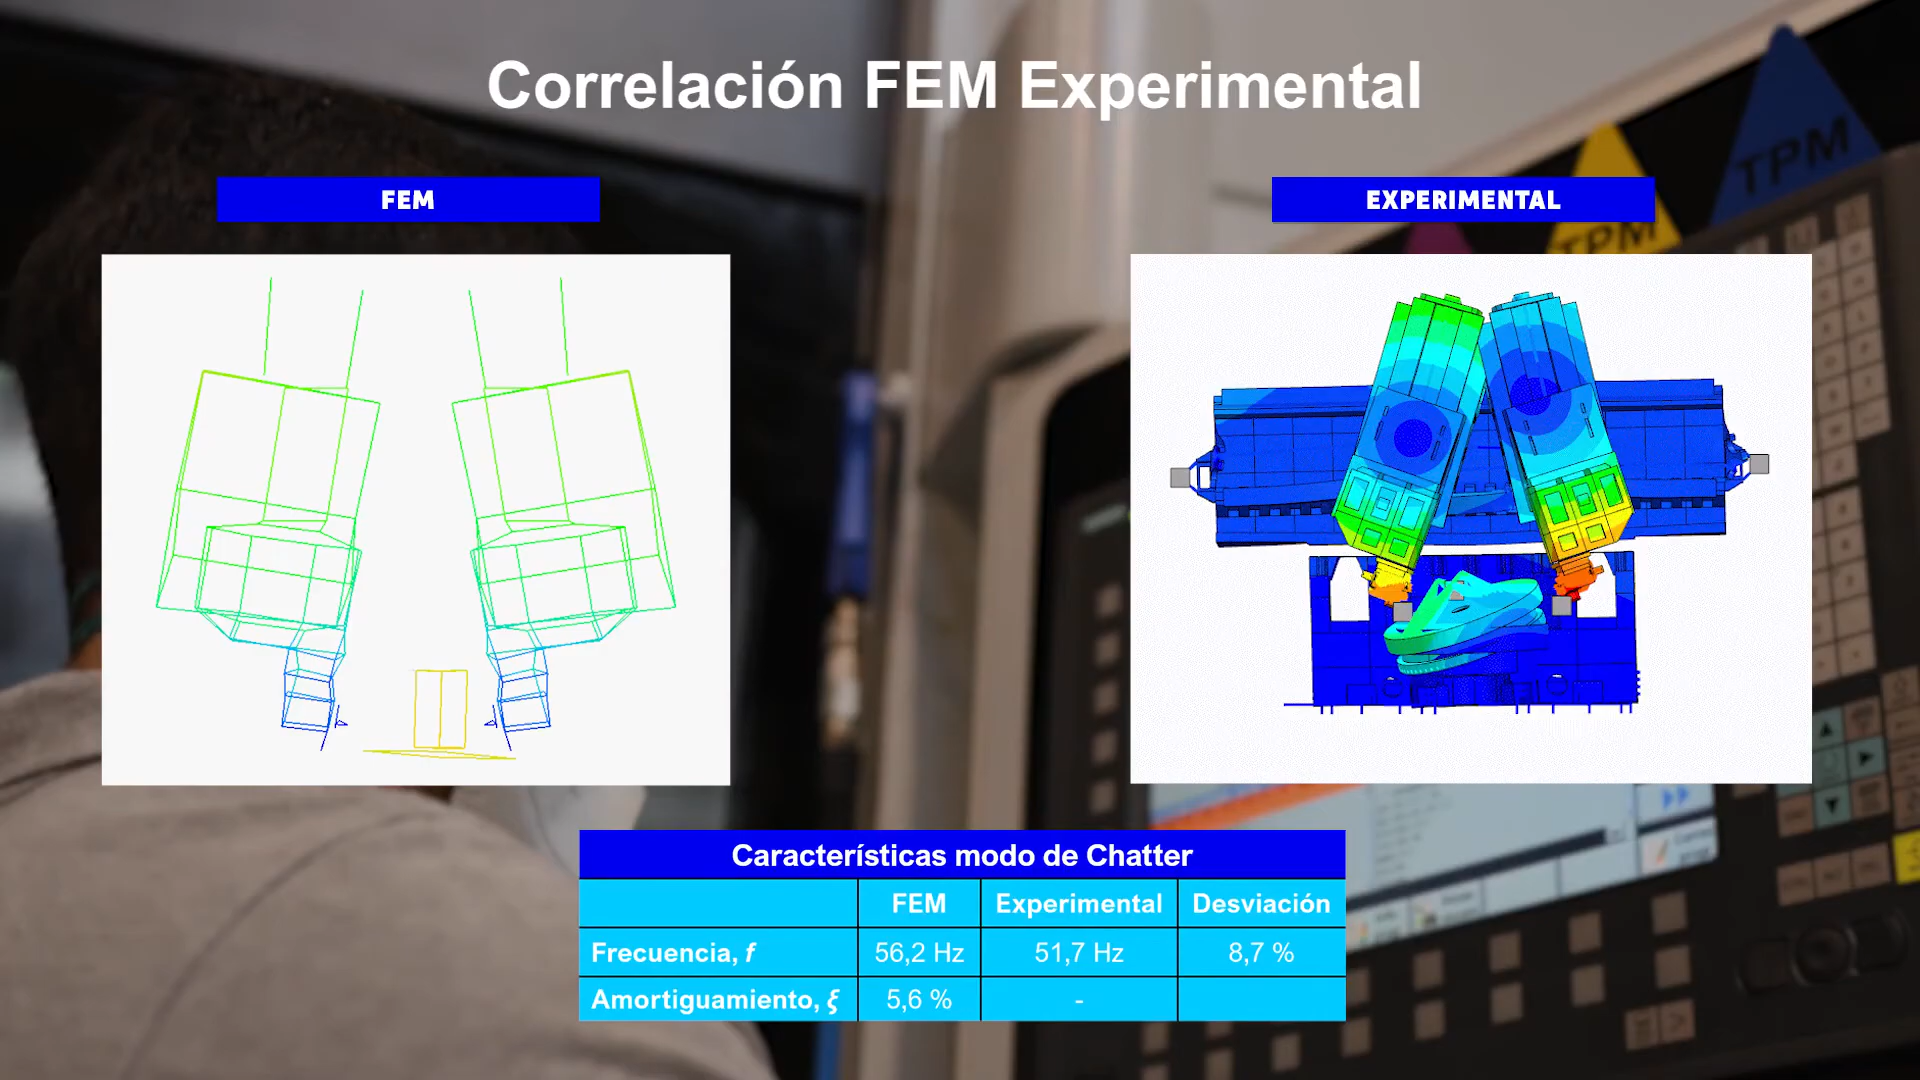 Correlación FEM Experimental
FEM
EXPERIMENTAL
TPM
TPM
Características modo de Chatter
FEM Experimental Desviación
Frecuencia, f 56,2 Hz 51,7 Hz 8,7 %
Amortiguamiento, ξ 5,6 % -